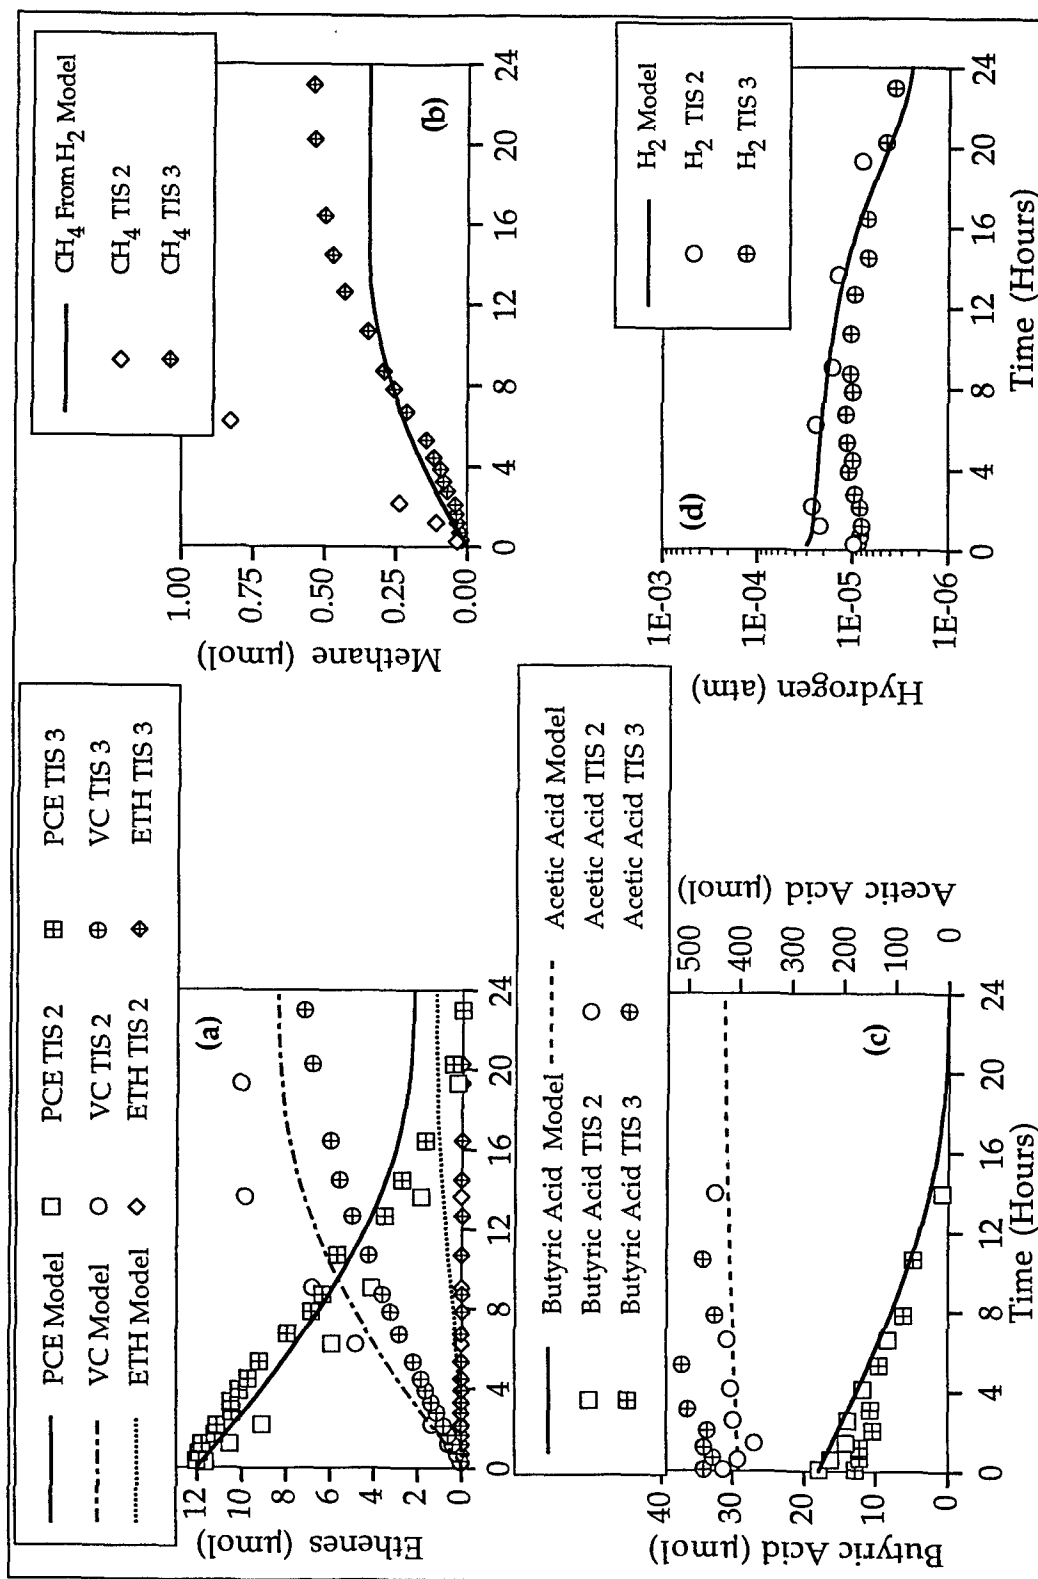 PCE Model
PCE TIS 2
PCE TIS 3
VC Model
VC TIS 2
VC TIS 3
ETH Model
ETH TIS 2
ETH TIS 3
Ethenes (µmol)
12
10
8
6
4
2
0
(a)
0
4
8
12
16
20
24
CH4 From H2 Model
CH4 TIS 2
CH4 TIS 3
Methane (µmol)
1.00
0.75
0.50
0.25
0.00
(b)
0
4
8
12
16
20
24
Butyric Acid Model
Acetic Acid Model
Butyric Acid TIS 2
Acetic Acid TIS 2
Butyric Acid TIS 3
Acetic Acid TIS 3
Butyric Acid (µmol)
40
30
20
10
0
(c)
500
400
300
200
100
0
Acetic Acid (µmol)
0
4
8
12
16
20
24
Time (Hours)
H2 Model
H2 TIS 2
H2 TIS 3
Hydrogen (atm)
1E-03
1E-04
1E-05
1E-06
(d)
0
4
8
12
16
20
24
Time (Hours)